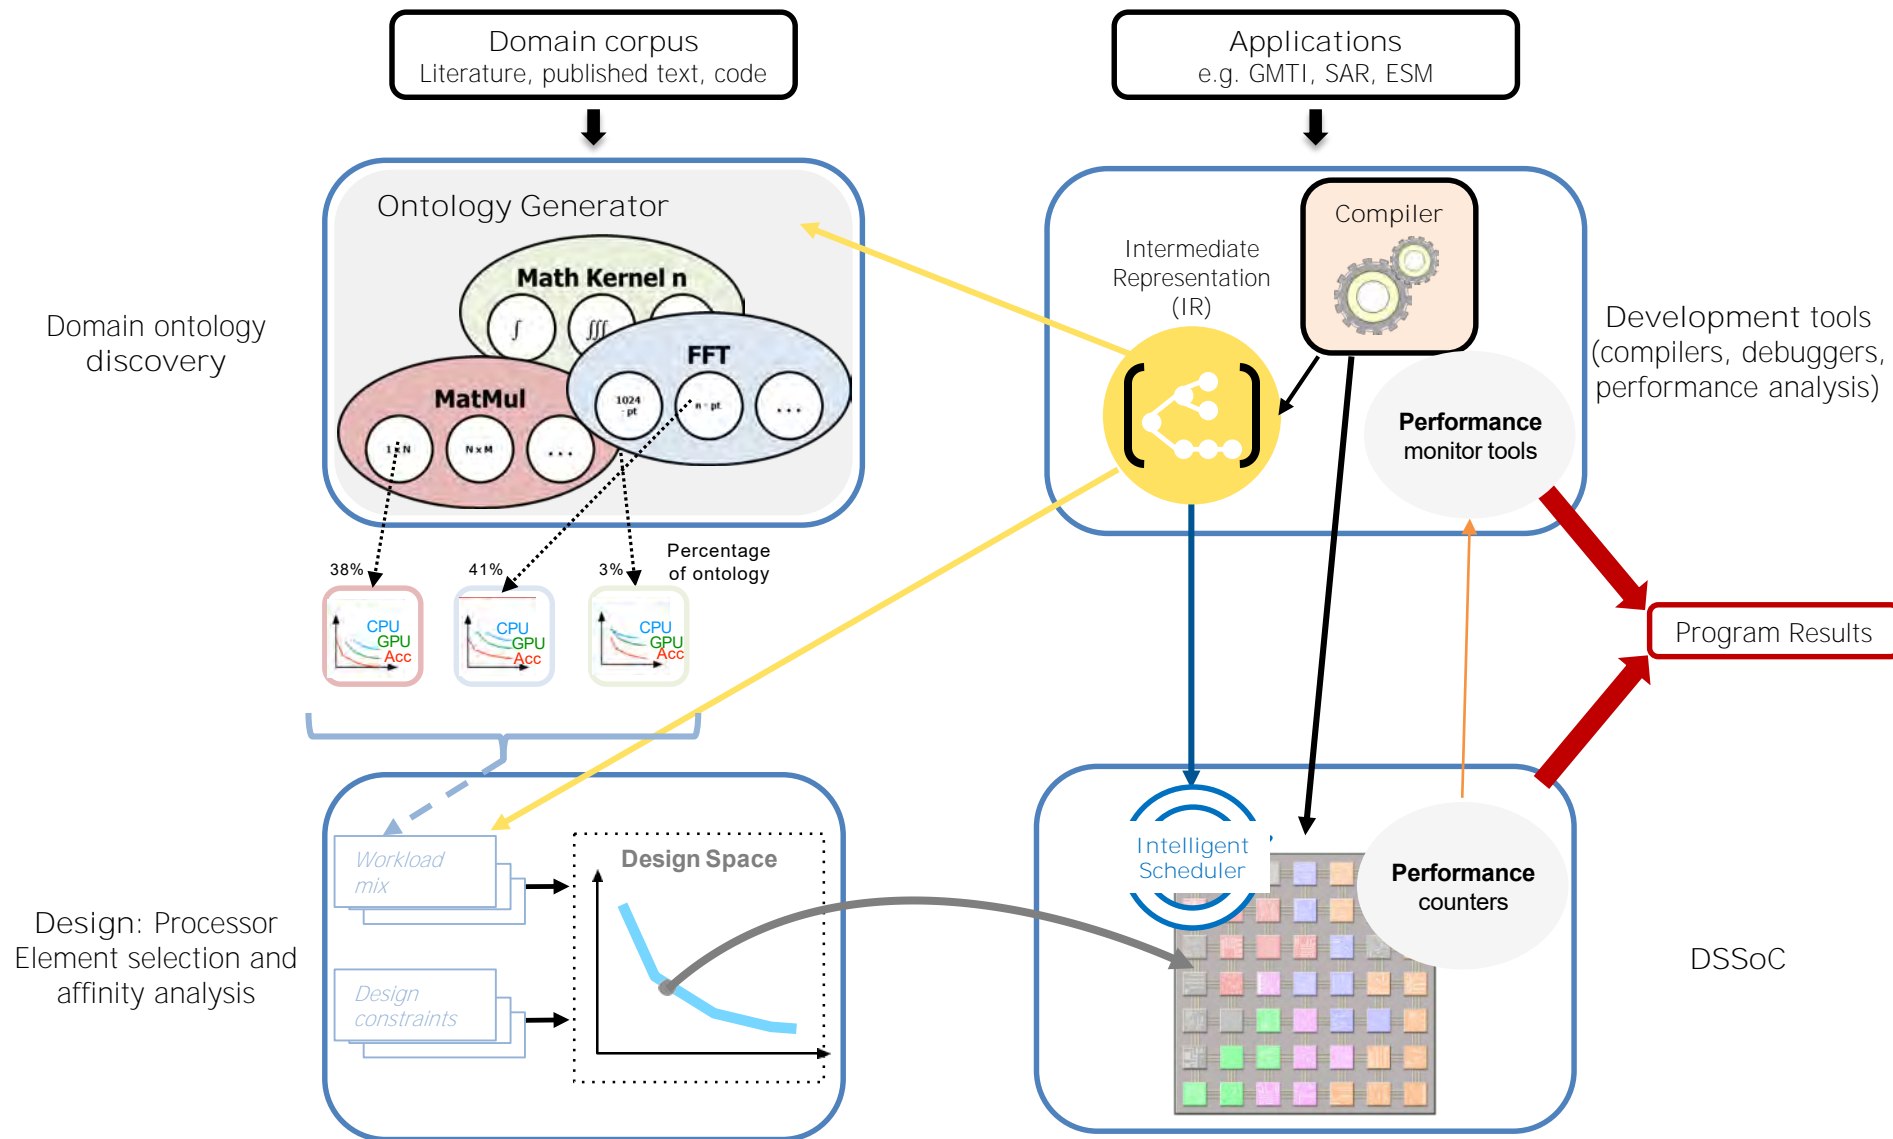 Domain corpus
Literature, published text, code
Applications
e.g. GMTI, SAR, ESM
Ontology Generator
Math Kernel n
∫
∭
FFT
1024
- pt
n - pt
. . .
MatMul
1 x N
N x M
. . .
Domain ontology
discovery
38%
41%
3%
Percentage
of ontology
CPU
GPU
Acc
CPU
GPU
Acc
CPU
GPU
Acc
Compiler
Intermediate
Representation
(IR)
Performance
monitor tools
Development tools
(compilers, debuggers,
performance analysis)
Program Results
Design: Processor
Element selection and
affinity analysis
Workload
mix
Design
constraints
Design Space
Intelligent
Scheduler
Performance
counters
DSSoC